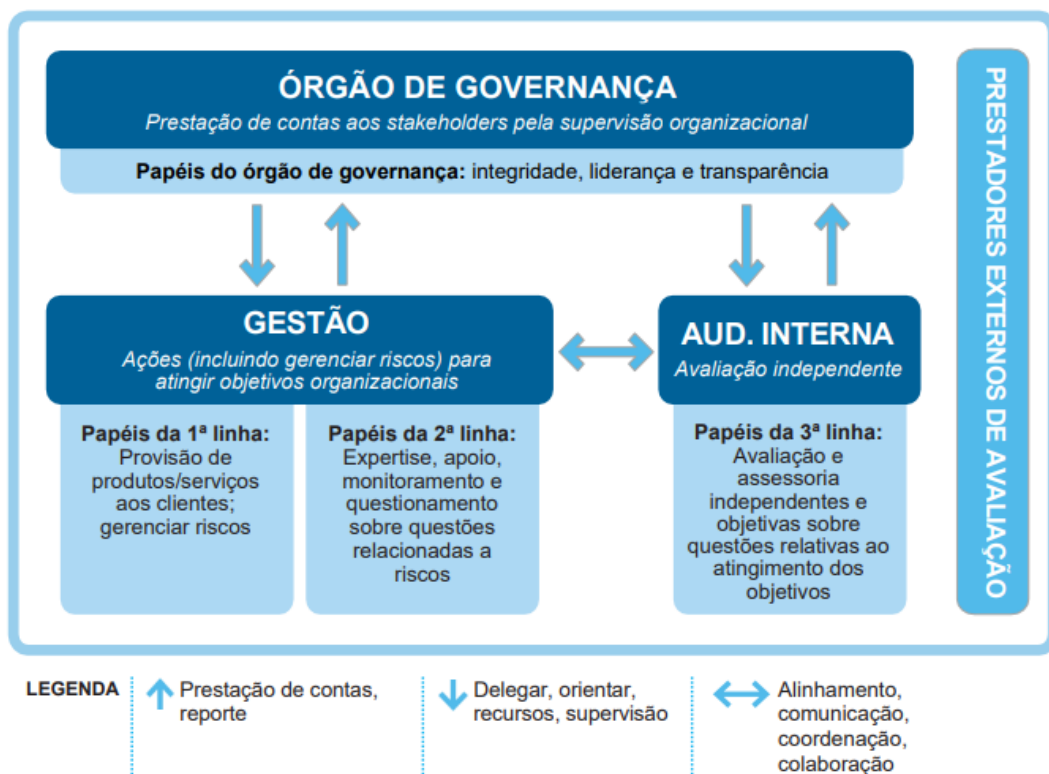 ÓRGÃO DE GOVERNANÇA
Prestação de contas aos stakeholders pela supervisão organizacional
Papéis do órgão de governança: integridade, liderança e transparência
GESTÃO
Ações (incluindo gerenciar riscos) para
atingir objetivos organizacionais
Papéis da 1ª linha:
Provisão de
produtos/serviços
aos clientes;
gerenciar riscos
Papéis da 2ª linha:
Expertise, apoio,
monitoramento e
questionamento
sobre questões
relacionadas a
riscos
AUD. INTERNA
Avaliação independente
Papéis da 3ª linha:
Avaliação e
assessoria
independentes e
objetivas sobre
questões relativas ao
atingimento dos
objetivos
PRESTADORES EXTERNOS DE AVALIAÇÃO
LEGENDA
Prestação de contas,
reporte
Delegar, orientar,
recursos, supervisão
Alinhamento,
comunicação,
coordenação,
colaboração